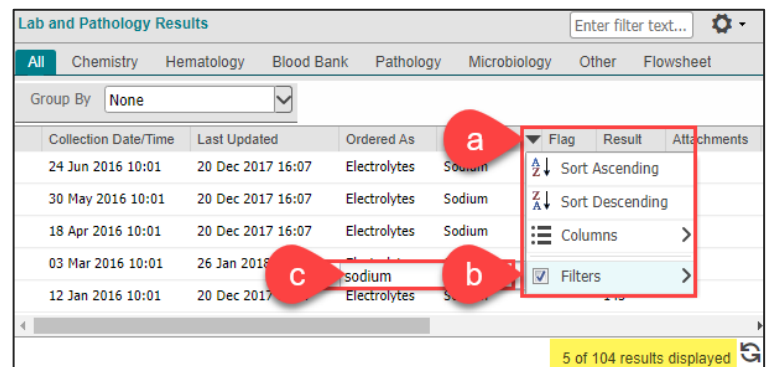 Lab and Pathology Results Enter filter text...
All Chemistry Hematology Blood Bank Pathology Microbiology Other Flowsheet
Group By None
Collection Date/Time Last Updated Ordered As a Flag Result Attachments
24 Jun 2016 10:01 20 Dec 2017 16:07 Electrolytes Sodium Sort Ascending
30 May 2016 10:01 20 Dec 2017 16:07 Electrolytes Sodium Sort Descending
18 Apr 2016 10:01 20 Dec 2017 16:07 Electrolytes Sodium Columns
03 Mar 2016 10:01 26 Jan 2018 c sodium b Filters
12 Jan 2016 10:01 20 Dec 2017 Electrolytes
5 of 104 results displayed